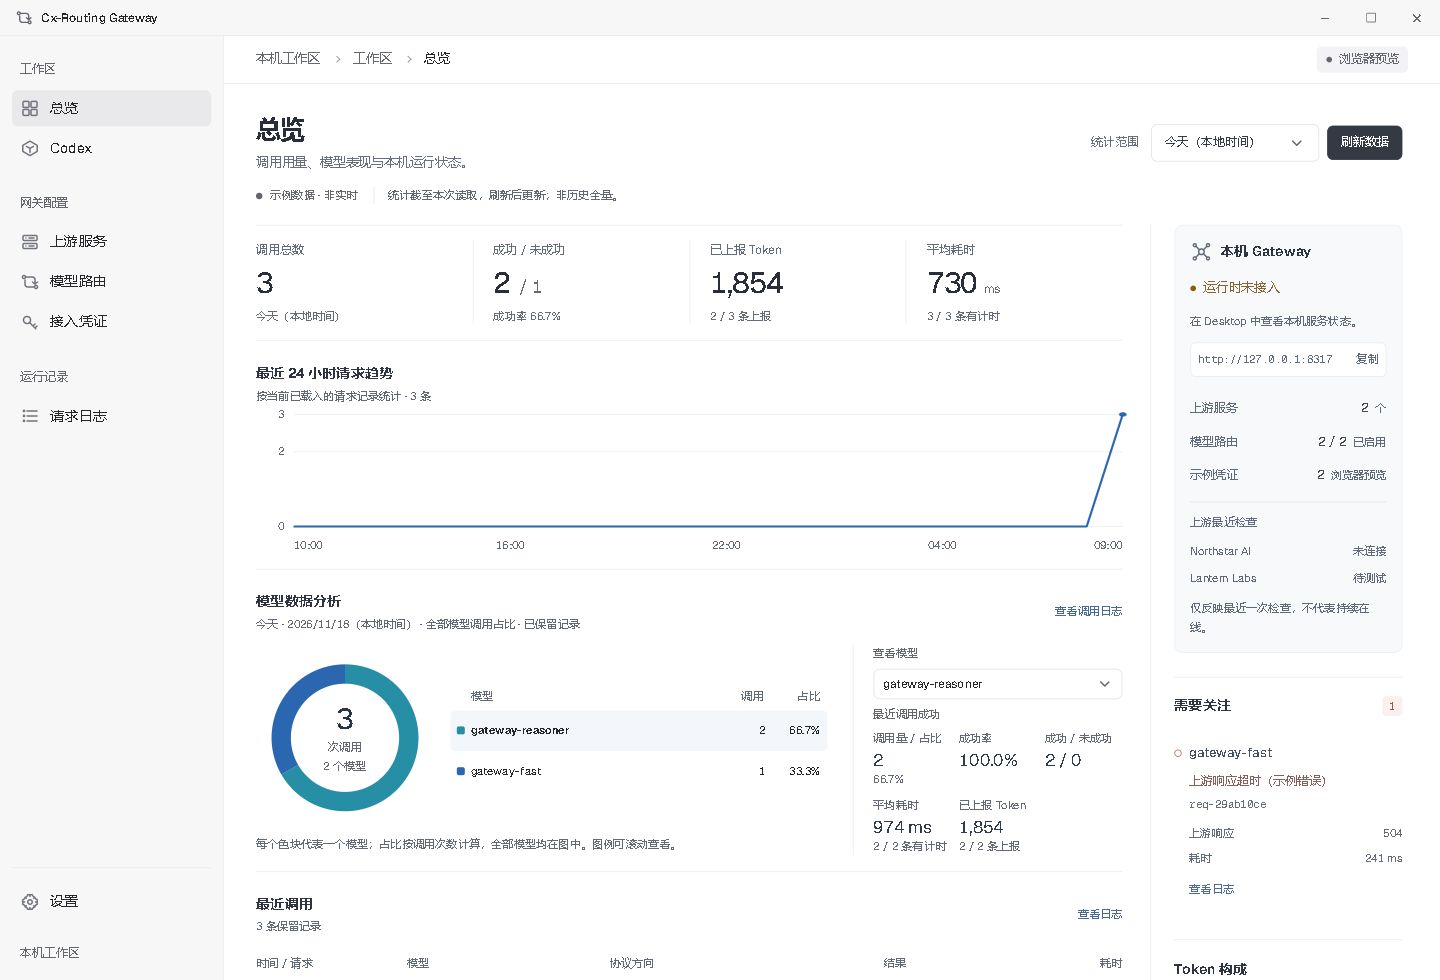 Cx-Routing Gateway
工作区
总览
Codex
网关配置
上游服务
模型路由
接入凭证
运行记录
请求日志
设置
本机工作区
本机工作区 › 工作区 › 总览
浏览器预览
总览
调用用量、模型表现与本机运行状态。
示例数据 · 非实时
统计截至本次读取，刷新后更新；非历史全量。
统计范围
今天（本地时间）
刷新数据
调用总数
3
今天（本地时间）
成功 / 未成功
2 / 1
成功率 66.7%
已上报 Token
1,854
2 / 3 条上报
平均耗时
730 ms
3 / 3 条有计时
最近 24 小时请求趋势
按当前已载入的请求记录统计 · 3 条
3
2
0
10:00 16:00 22:00 04:00 09:00
模型数据分析
今天 · 2026/11/18（本地时间） · 全部模型调用占比 · 已保留记录
查看调用日志
3
次调用
2 个模型
模型 调用 占比
gateway-reasoner 2 66.7%
gateway-fast 1 33.3%
每个色块代表一个模型；占比按调用次数计算，全部模型均在图中。图例可滚动查看。
查看模型
gateway-reasoner
最近调用成功
调用量 / 占比 成功率 成功 / 未成功
2 100.0% 2 / 0
66.7%
平均耗时 已上报 Token
974 ms 1,854
2 / 2 条有计时 2 / 2 条上报
最近调用
3 条保留记录
查看日志
时间 / 请求 模型 协议方向 结果 耗时
本机 Gateway
运行时未接入
在 Desktop 中查看本机服务状态。
http://127.0.0.1:8317 复制
上游服务 2 个
模型路由 2 / 2 已启用
示例凭证 2 浏览器预览
上游最近检查
Northstar AI 未连接
Lantern Labs 待测试
仅反映最近一次检查，不代表持续在
线。
需要关注 1
gateway-fast
上游响应超时（示例错误）
req-29ab10ce
上游响应 504
耗时 241 ms
查看日志
Token 构成